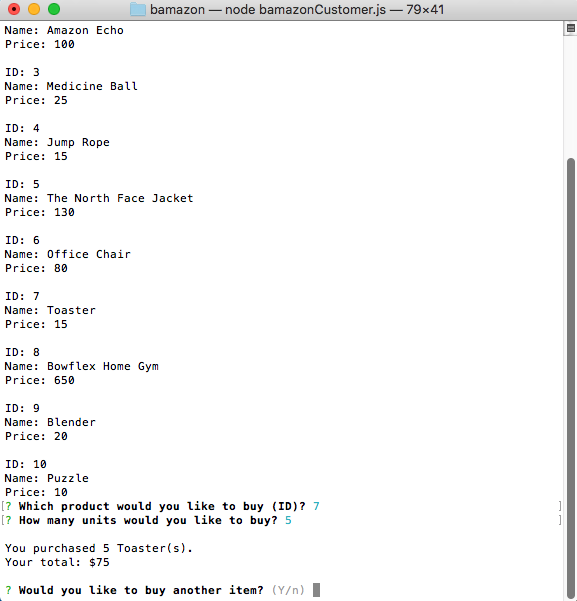 bamazon — node bamazonCustomer.js — 79×41
Name: Amazon Echo
Price: 100
ID: 3
Name: Medicine Ball
Price: 25
ID: 4
Name: Jump Rope
Price: 15
ID: 5
Name: The North Face Jacket
Price: 130
ID: 6
Name: Office Chair
Price: 80
ID: 7
Name: Toaster
Price: 15
ID: 8
Name: Bowflex Home Gym
Price: 650
ID: 9
Name: Blender
Price: 20
ID: 10
Name: Puzzle
Price: 10
[? Which product would you like to buy (ID)? 7 ]
[? How many units would you like to buy? 5 ]
You purchased 5 Toaster(s).
Your total: $75
? Would you like to buy another item? (Y/n)